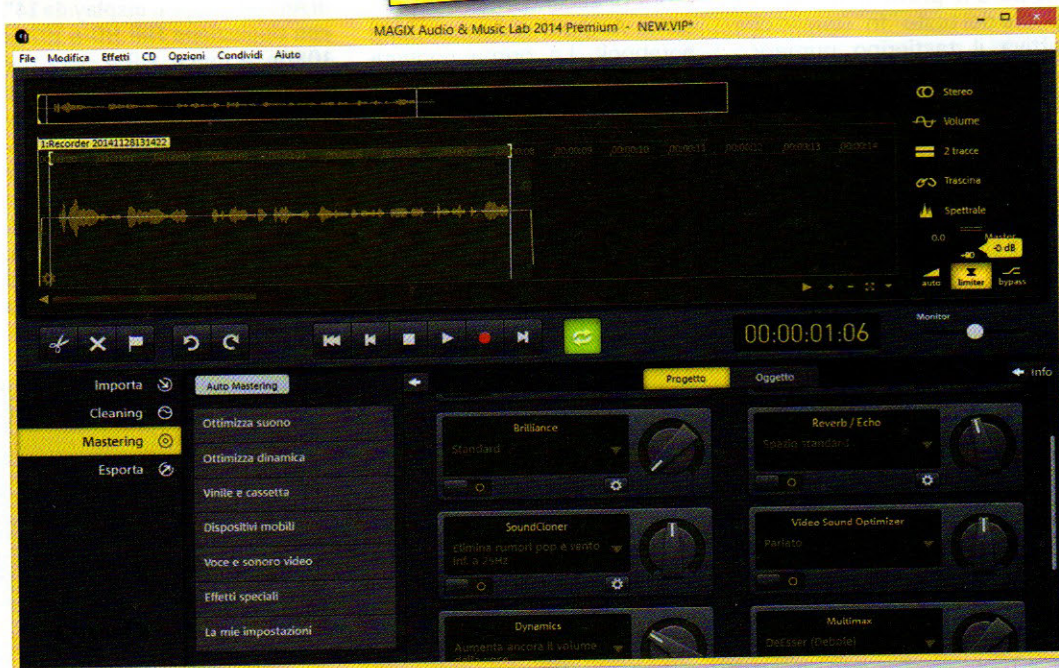 MAGIX Audio & Music Lab 2014 Premium - NEW.VIP*
File Modifica Effetti CD Opzioni Condividi Aiuto
1:Recorder 20141128131422
Stereo
Volume
2 tracce
Trascina
Spettrale
0.0 Master
-0 dB
auto limiter bypass
00:00:01:06
Monitor
Importa
Cleaning
Mastering
Esporta
Auto Mastering
Ottimizza suono
Ottimizza dinamica
Vinile e cassetta
Dispositivi mobili
Voce e sonoro video
Effetti speciali
La mie impostazioni
Progetto Oggetto
Info
Brilliance
Standard
Reverb / Echo
Spazio standard
SoundCloner
Elimina rumori pop e vento
inf. a 25Hz
Video Sound Optimizer
Parlato
Dynamics
Aumenta ancora il volume
Multimax
DeEsser (Debole)